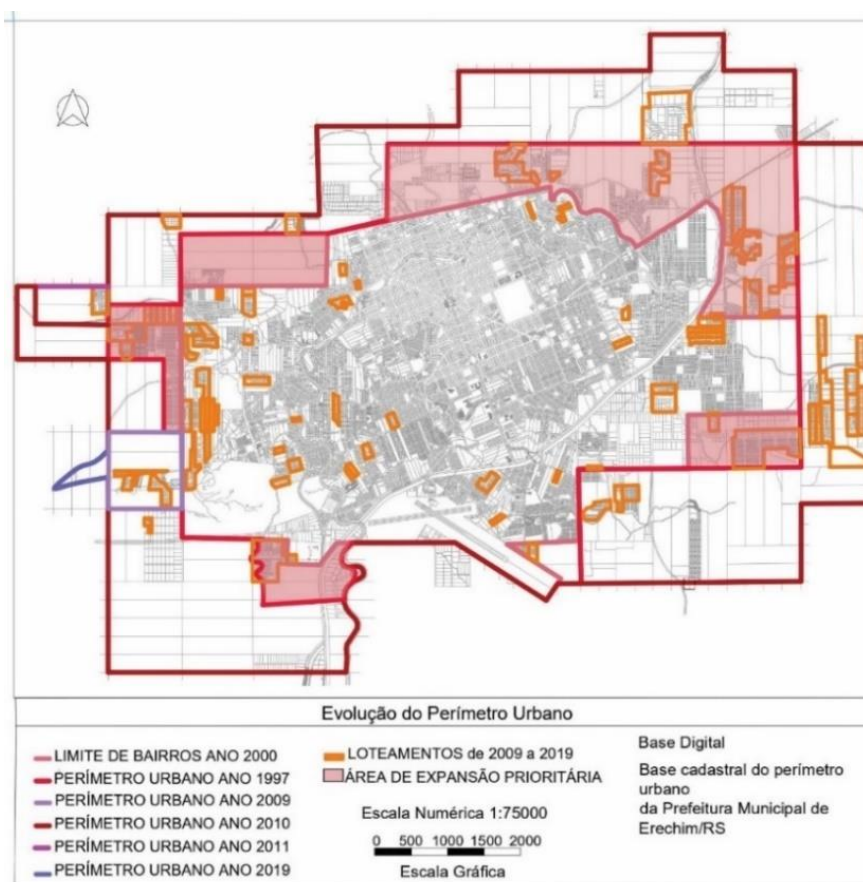 Evolução do Perímetro Urbano
LIMITE DE BAIRROS ANO 2000
PERÍMETRO URBANO ANO 1997
PERÍMETRO URBANO ANO 2009
PERÍMETRO URBANO ANO 2010
PERÍMETRO URBANO ANO 2011
PERÍMETRO URBANO ANO 2019
LOTEAMENTOS de 2009 a 2019
ÁREA DE EXPANSÃO PRIORITÁRIA
Escala Numérica 1:75000
0 500 1000 1500 2000
Escala Gráfica
Base Digital
Base cadastral do perímetro
urbano
da Prefeitura Municipal de
Erechim/RS